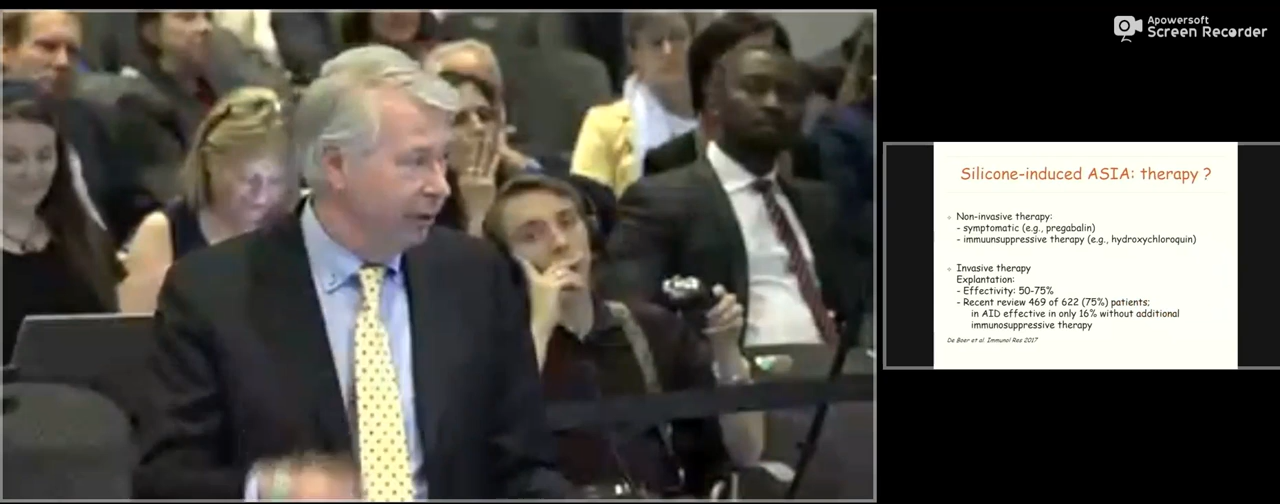 Apowersoft
Screen Recorder
Silicone-induced ASIA: therapy ?
Non-invasive therapy:
- symptomatic (e.g., pregabalin)
- immuunsuppressive therapy (e.g., hydroxychloroquin)
Invasive therapy
Explantation:
- Effectivity: 50-75%
- Recent review 469 of 622 (75%) patients;
in AID effective in only 16% without additional
immunosuppressive therapy
De Boer et al. Immunol Res 2017